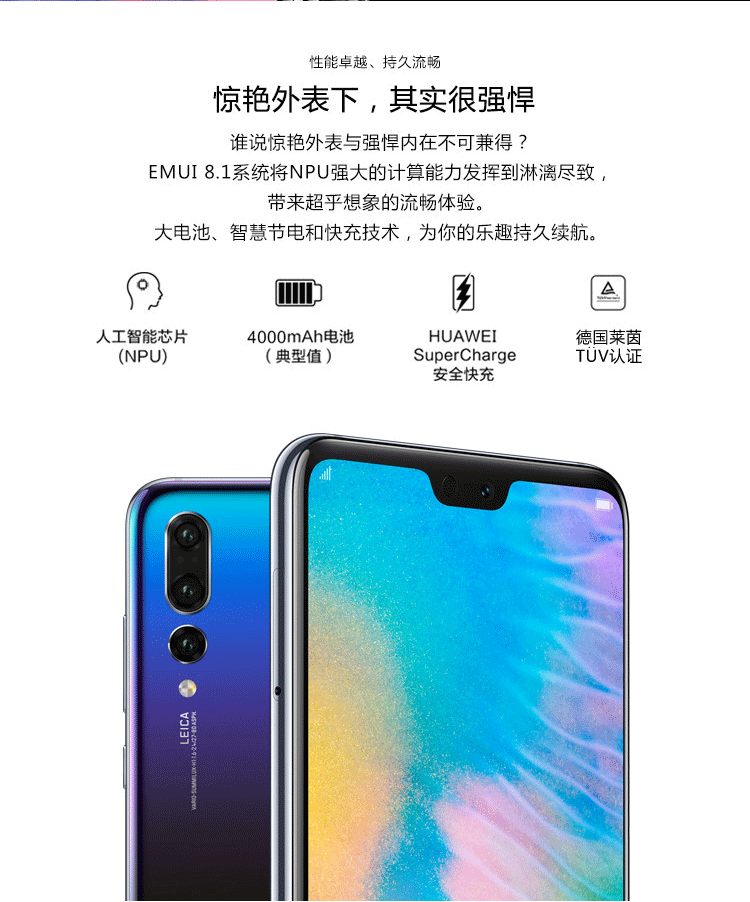 性能卓越、持久流畅
惊艳外表下，其实很强悍
谁说惊艳外表与强悍内在不可兼得？
EMUI 8.1系统将NPU强大的计算能力发挥到淋漓尽致，
带来超乎想象的流畅体验。
大电池、智慧节电和快充技术，为你的乐趣持久续航。
人工智能芯片
(NPU)
4000mAh电池
（典型值）
HUAWEI
SuperCharge
安全快充
德国莱茵
TÜV认证
LEICA
VARIO-SUMMILUX-H 1:1.6-2.4/27-80 ASPH.